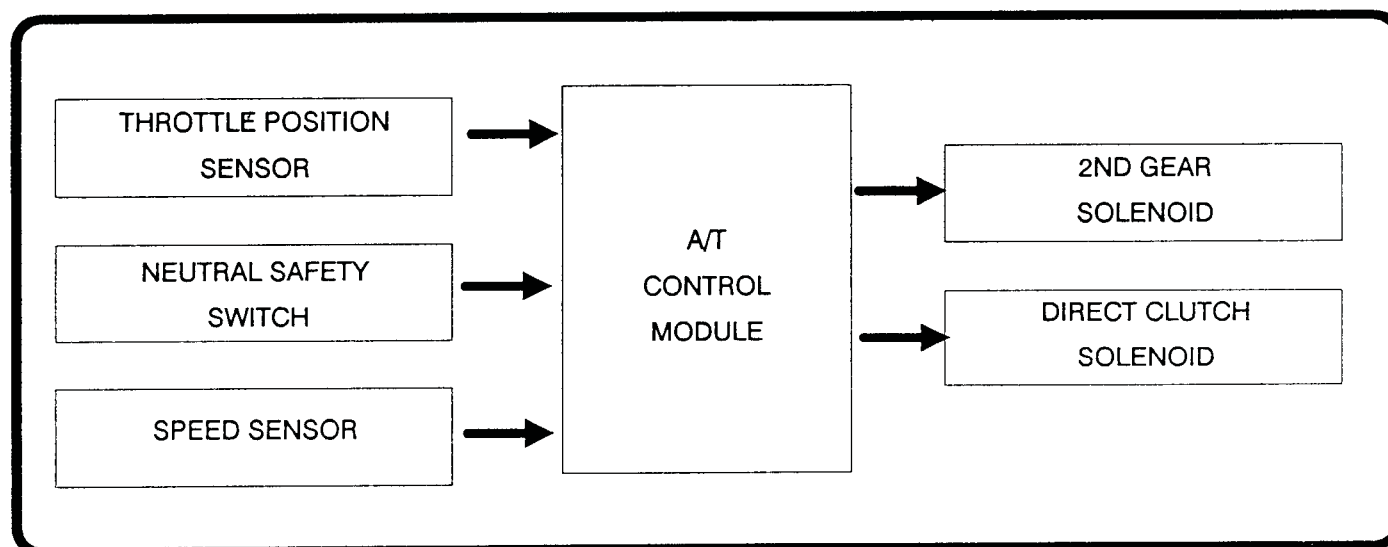 THROTTLE POSITION
SENSOR
NEUTRAL SAFETY
SWITCH
SPEED SENSOR
A/T
CONTROL
MODULE
2ND GEAR
SOLENOID
DIRECT CLUTCH
SOLENOID